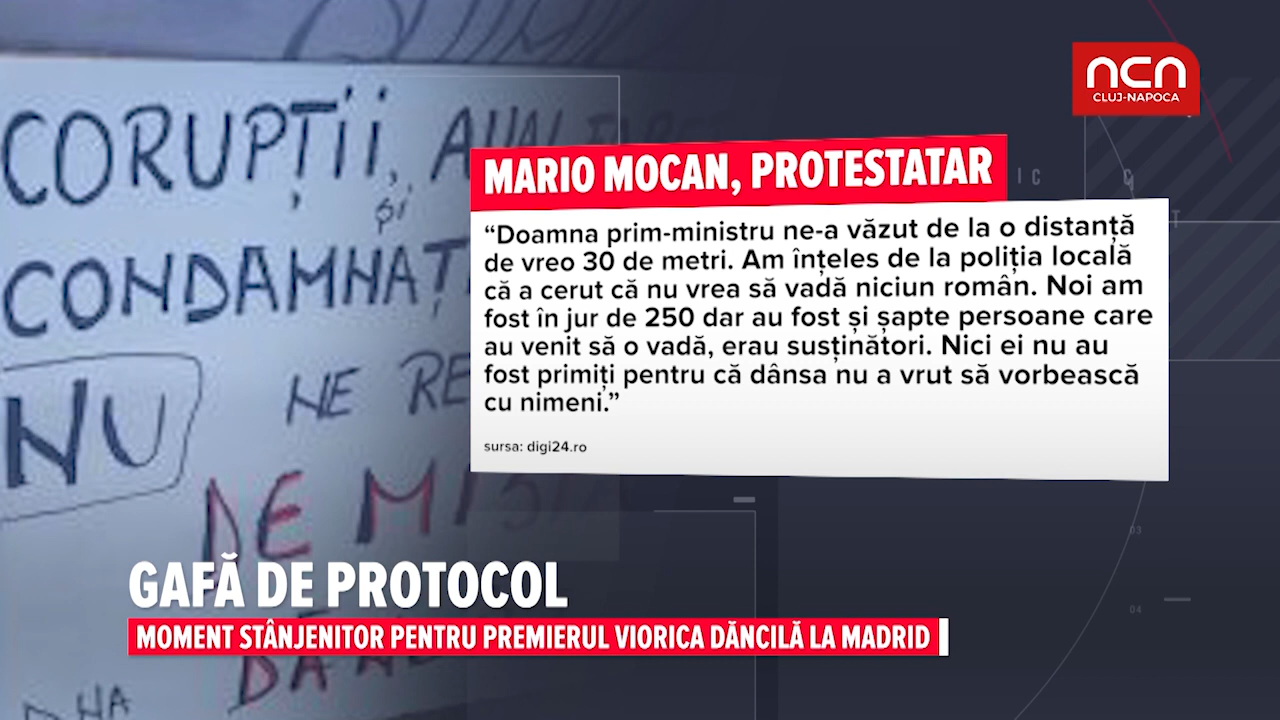 ncn
CLUJ-NAPOCA
CORUPȚII,
ȘI
CONDAMNAȚ
NU NE RE
DEMISIA
MARIO MOCAN, PROTESTATAR
“Doamna prim-ministru ne-a văzut de la o distanță
de vreo 30 de metri. Am înțeles de la poliția locală
că a cerut că nu vrea să vadă niciun român. Noi am
fost în jur de 250 dar au fost și șapte persoane care
au venit să o vadă, erau susținători. Nici ei nu au
fost primiți pentru că dânsa nu a vrut să vorbească
cu nimeni.”
sursa: digi24.ro
03
04
GAFĂ DE PROTOCOL
MOMENT STÂNJENITOR PENTRU PREMIERUL VIORICA DĂNCILĂ LA MADRID